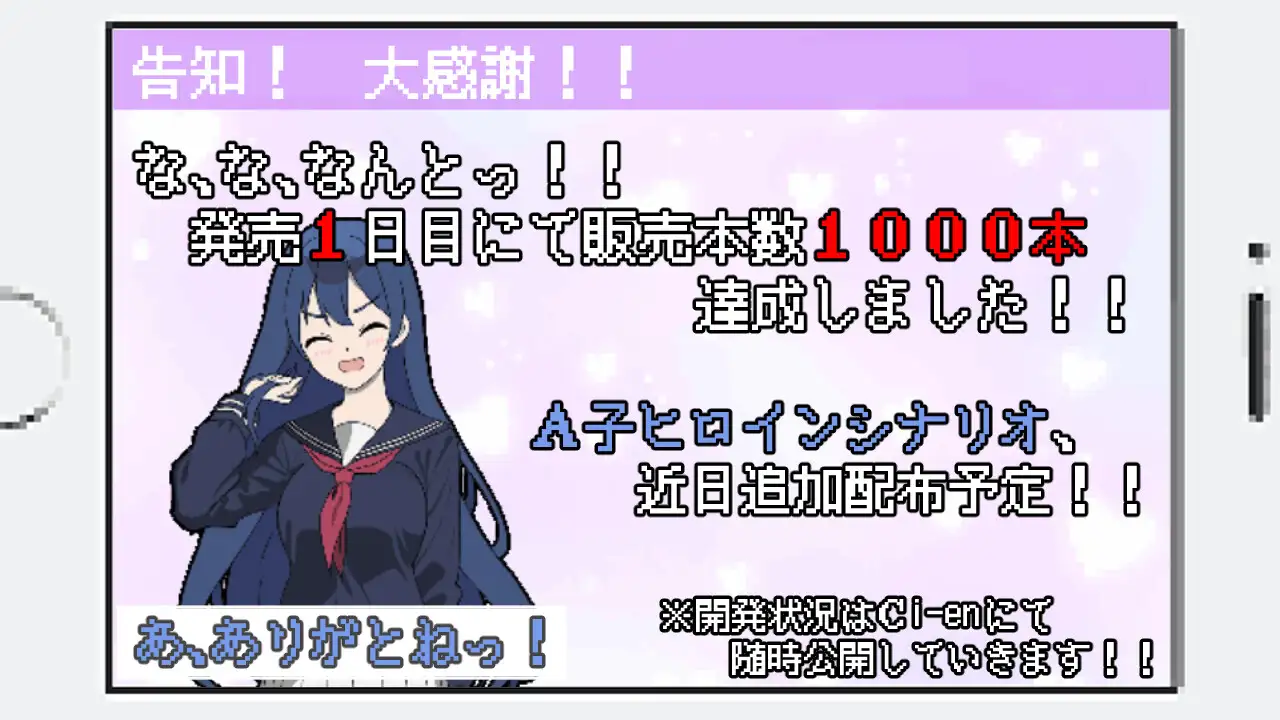 告知！　大感謝！！
な、な、なんとっ！！
発売1日目にて販売本数１０００本
達成しました！！
A子ヒロインシナリオ、
近日追加配布予定！！
あ、ありがとねっ！
※開発状況はCi-enにて
随時公開していきます！！